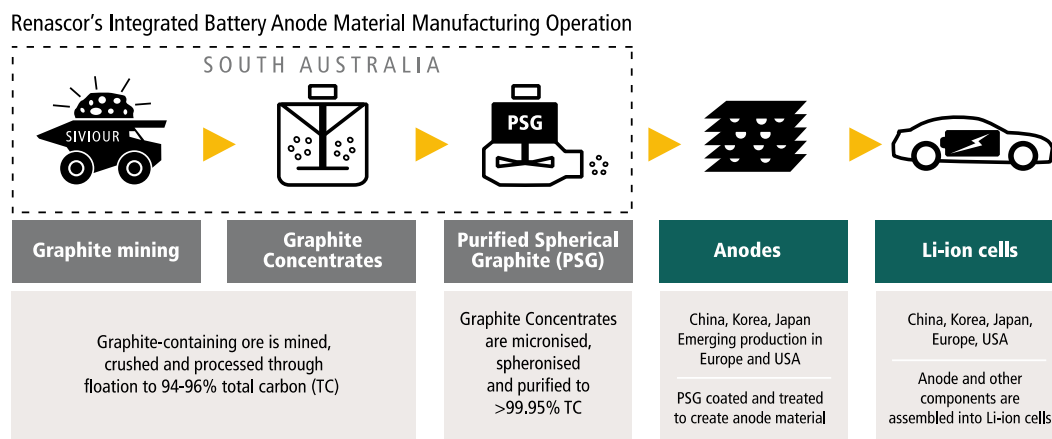 Renascor's Integrated Battery Anode Material Manufacturing Operation
SOUTH AUSTRALIA
SIVIOUR
PSG
Graphite mining
Graphite
Concentrates
Purified Spherical
Graphite (PSG)
Anodes
Li-ion cells
Graphite-containing ore is mined,
crushed and processed through
floation to 94-96% total carbon (TC)
Graphite Concentrates
are micronised,
spheronised
and purified to
>99.95% TC
China, Korea, Japan
Emerging production in
Europe and USA
PSG coated and treated
to create anode material
China, Korea, Japan,
Europe, USA
Anode and other
components are
assembled into Li-ion cells